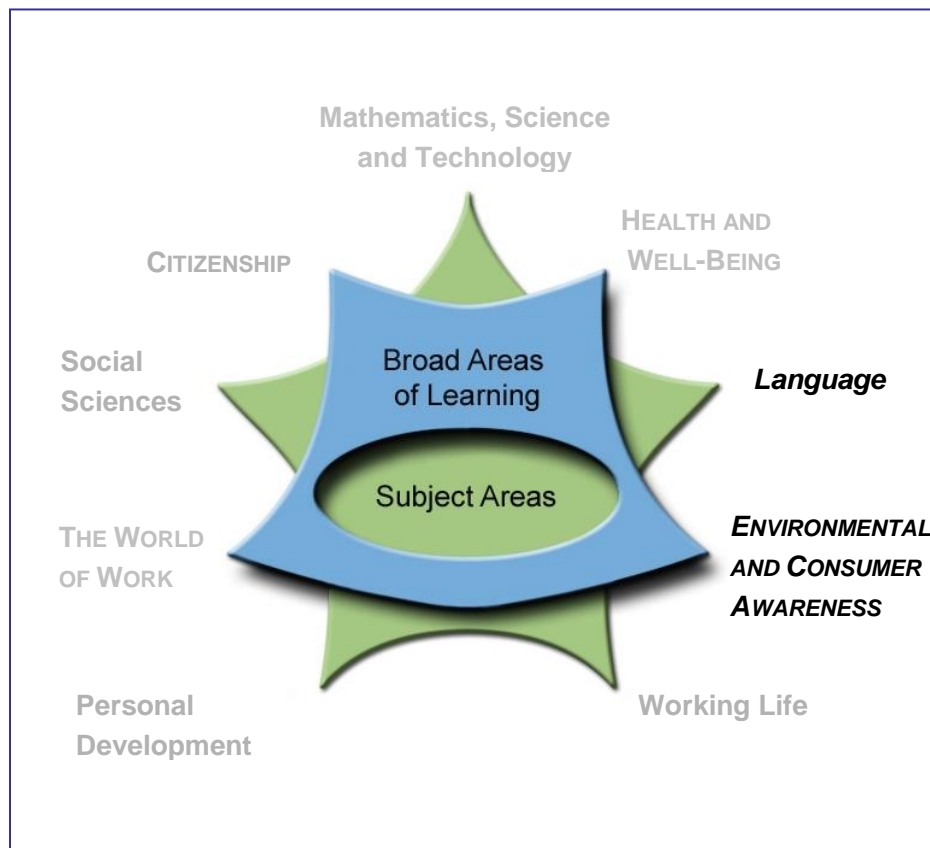 Mathematics, Science
and Technology
HEALTH AND
WELL-BEING
CITIZENSHIP
Broad Areas
of Learning
Social
Sciences
Language
Subject Areas
ENVIRONMENTAL
AND CONSUMER
AWARENESS
THE WORLD
OF WORK
Personal
Development
Working Life